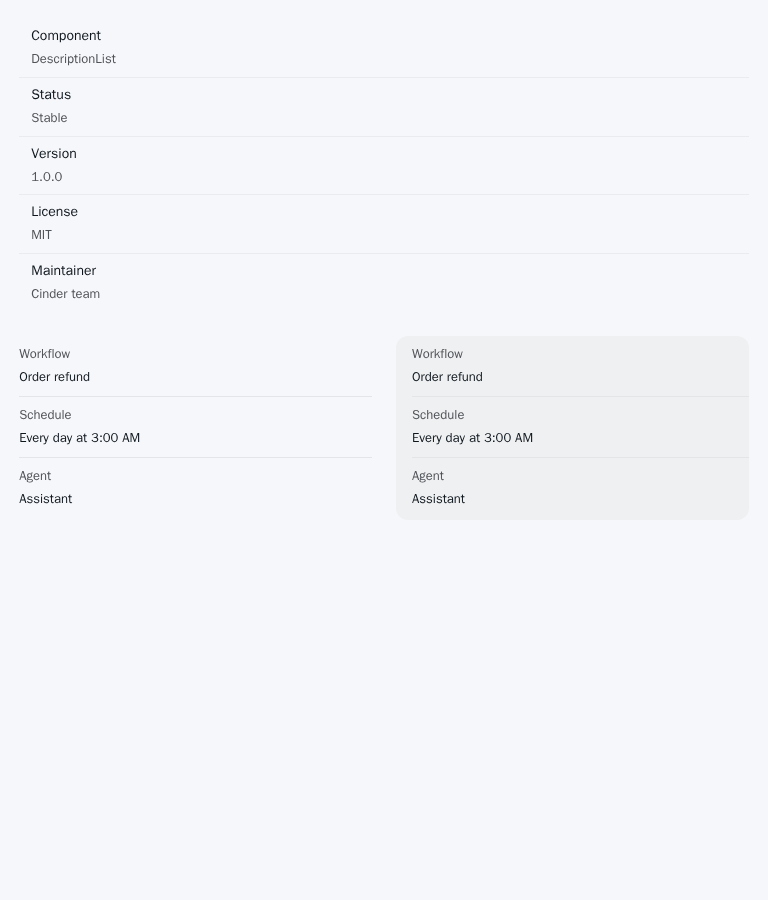 Component
DescriptionList
Status
Stable
Version
1.0.0
License
MIT
Maintainer
Cinder team
Workflow
Order refund
Schedule
Every day at 3:00 AM
Agent
Assistant
Workflow
Order refund
Schedule
Every day at 3:00 AM
Agent
Assistant